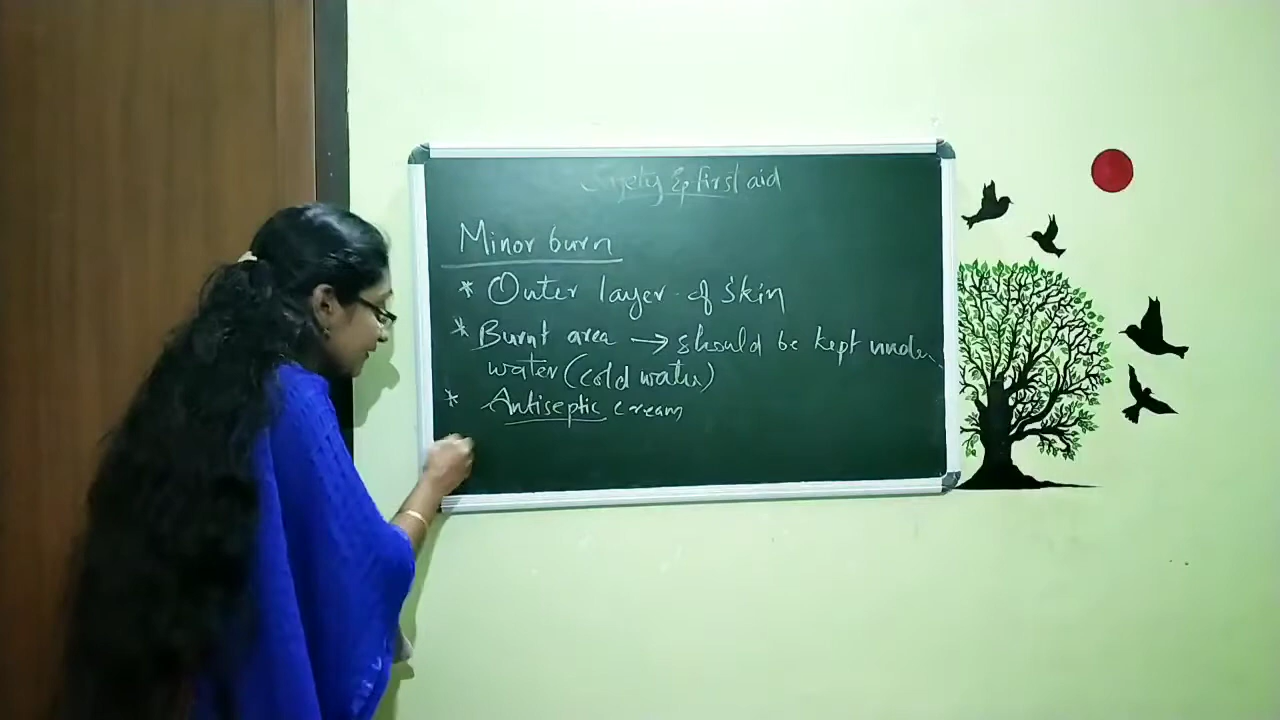 Safety & first aid
Minor burn
* Outer layer of skin
* Burnt area → should be kept under
water (cold water)
* Antiseptic cream